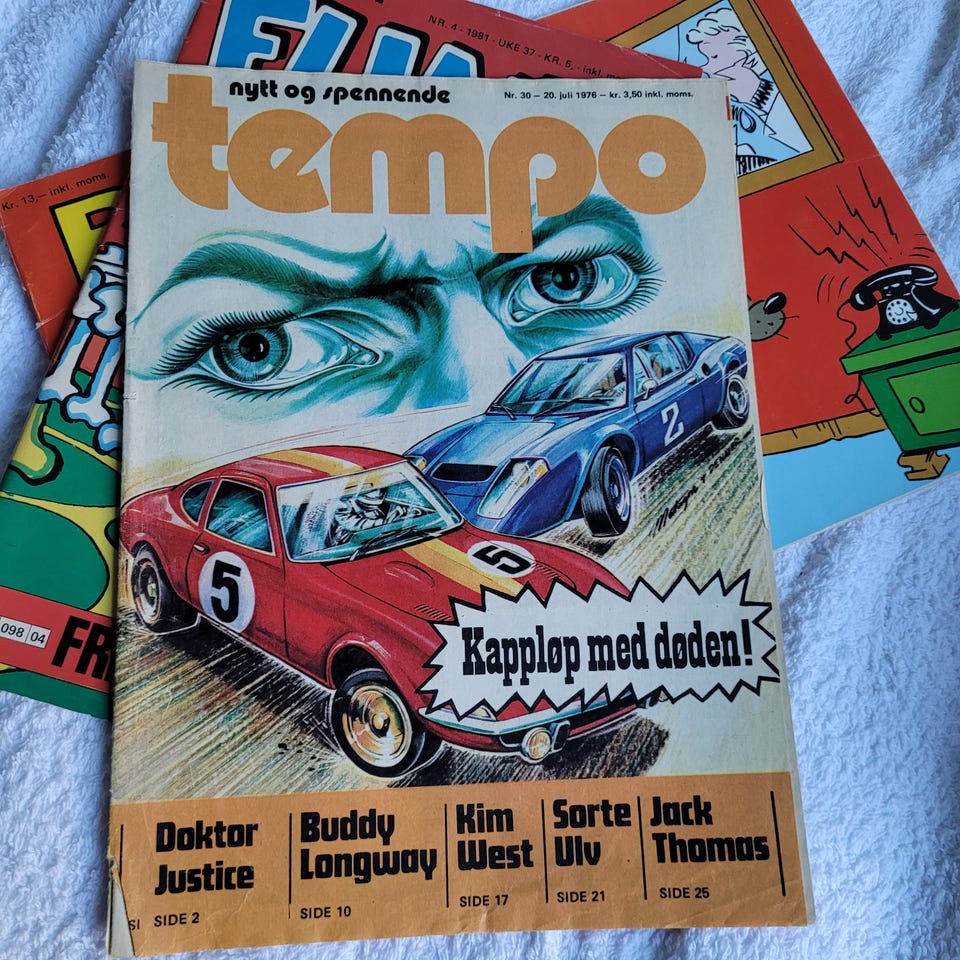 NR. 4 - 1981 - UKE 37 - KR. 5,- inkl.
nytt og spennende
Nr. 30 – 20. juli 1976 – kr. 3,50 inkl. moms.
tempo
Kr. 13,— inkl. moms.
2
5
5
Kappløp med døden!
098 04
Doktor
Justice
SIDE 2
Buddy
Longway
SIDE 10
Kim
West
SIDE 17
Sorte
Ulv
SIDE 21
Jack
Thomas
SIDE 25